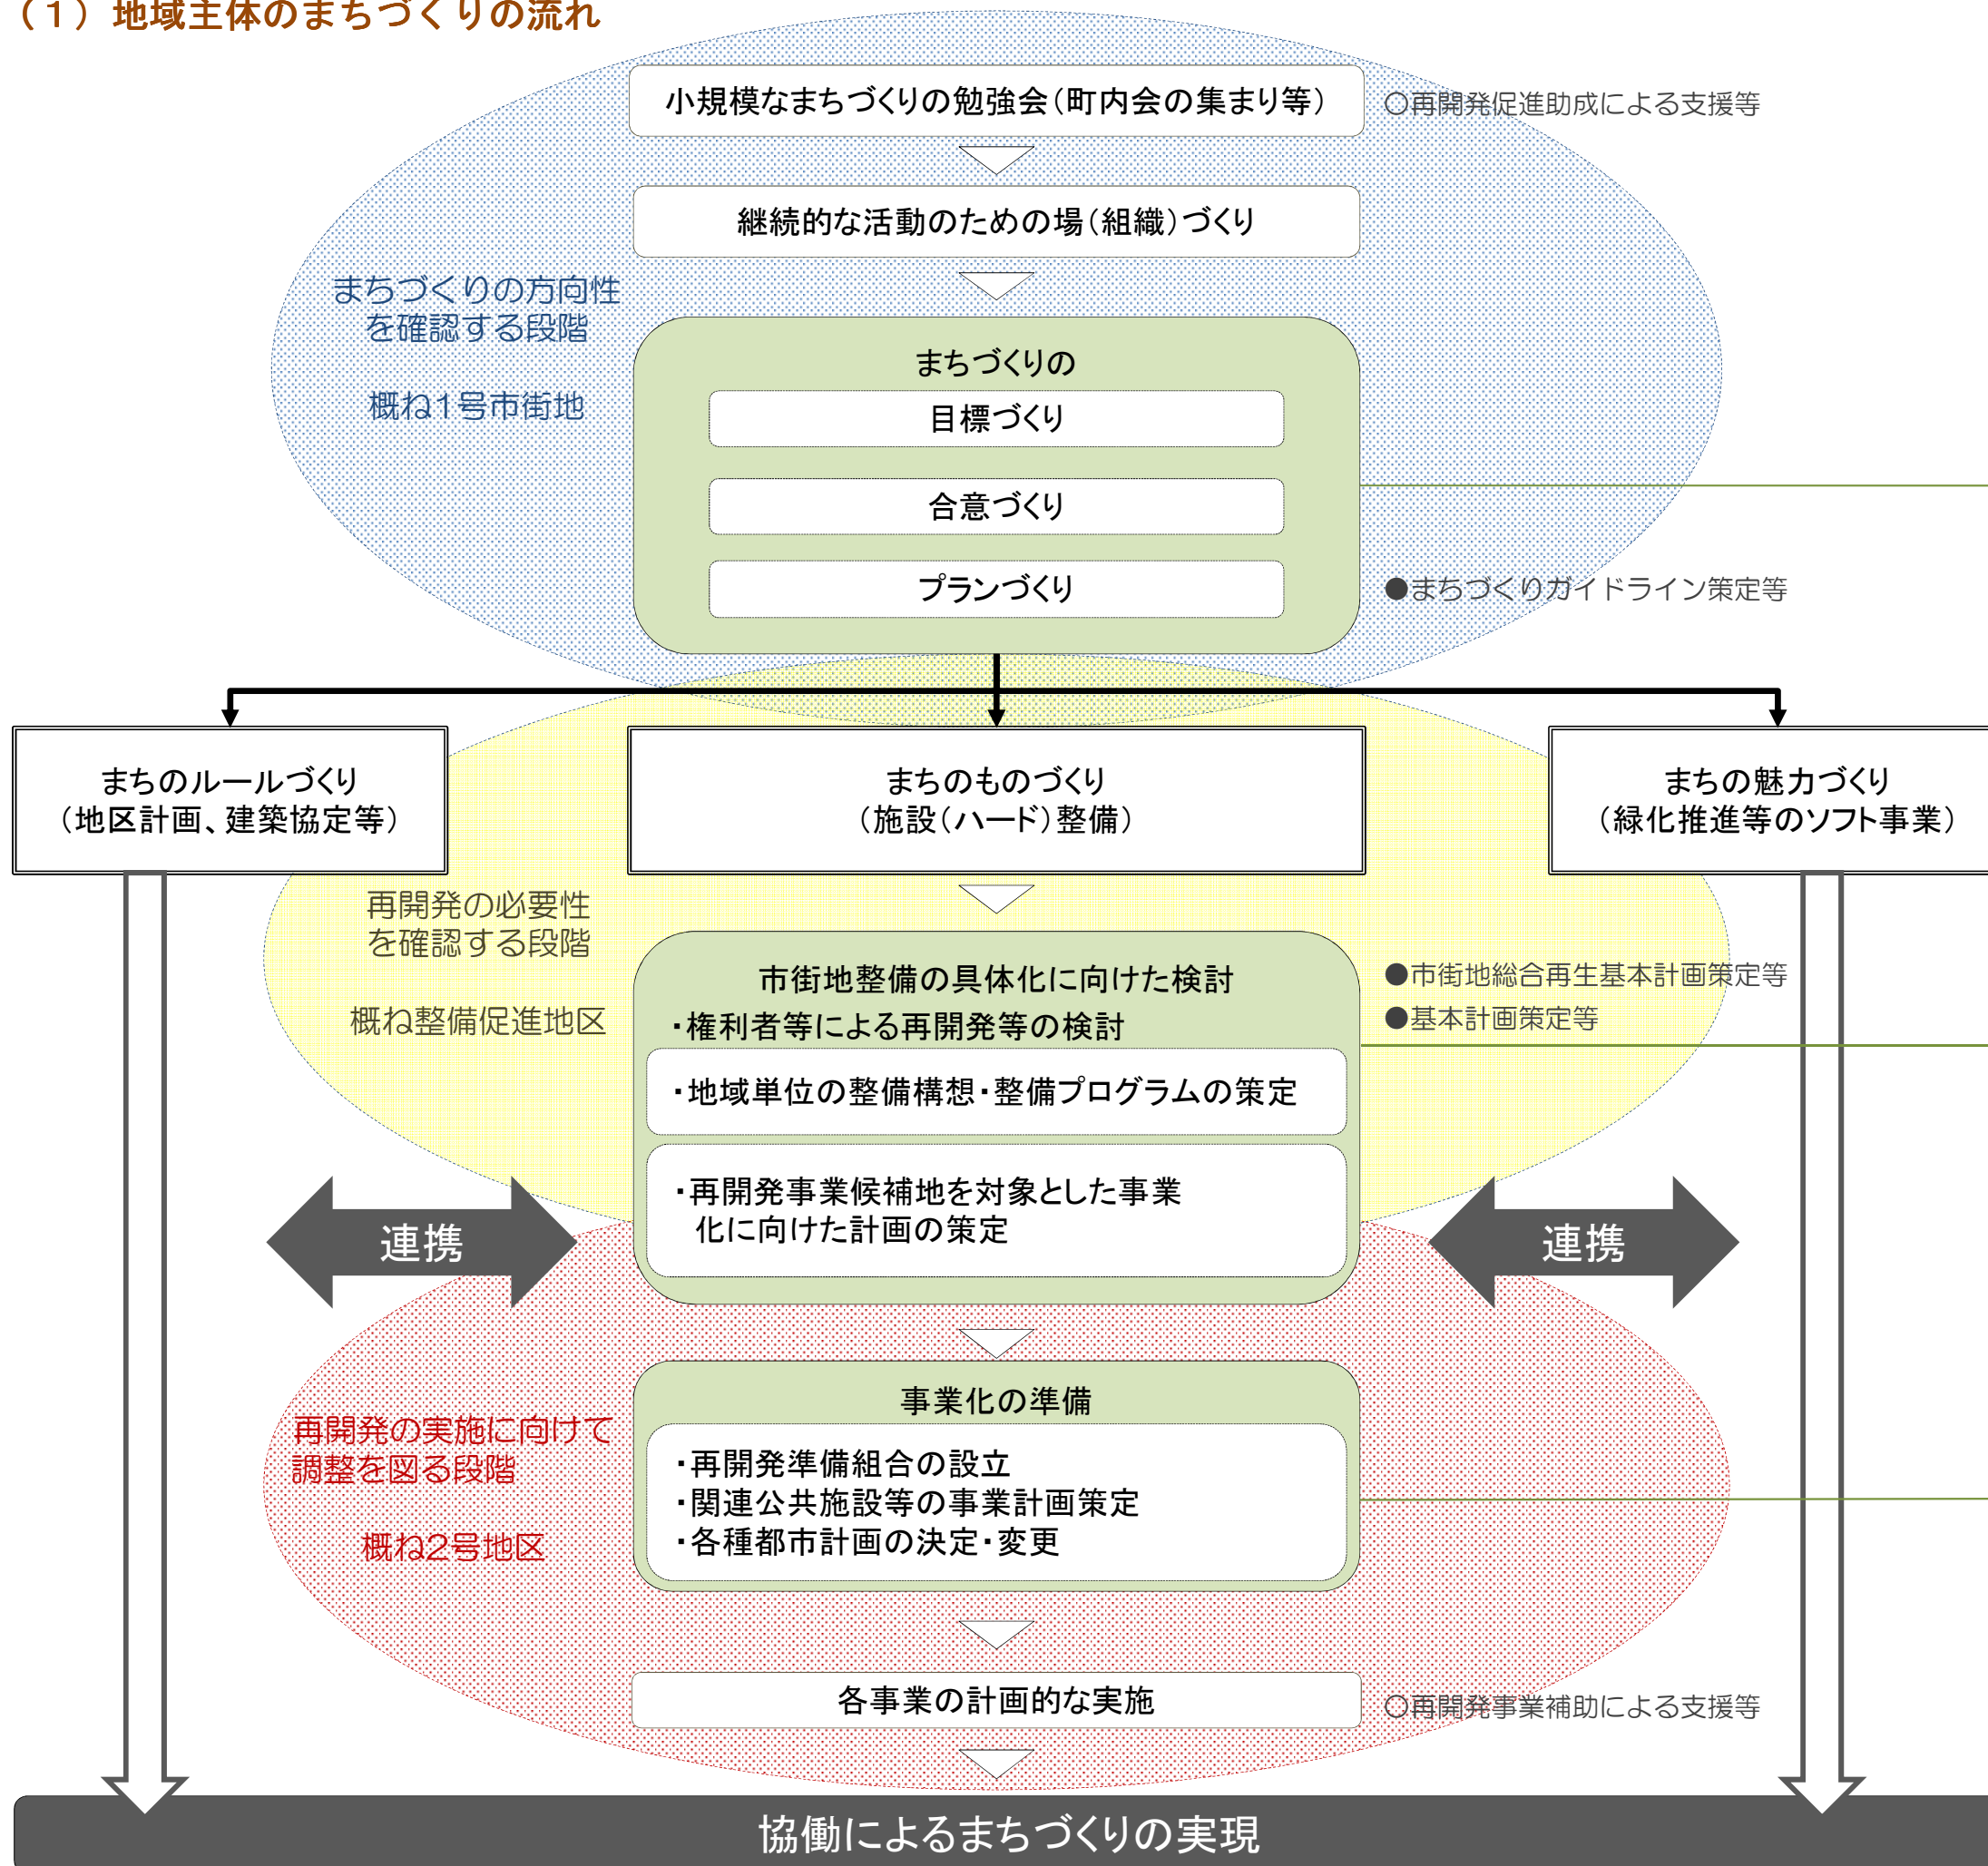 （１）地域主体のまちづくりの流れ
小規模なまちづくりの勉強会（町内会の集まり等）
○再開発促進助成による支援等
継続的な活動のための場（組織）づくり
まちづくりの方向性
を確認する段階
概ね1号市街地
まちづくりの
目標づくり
合意づくり
プランづくり
●まちづくりガイドライン策定等
まちのルールづくり
（地区計画、建築協定等）
まちのものづくり
（施設（ハード）整備）
まちの魅力づくり
（緑化推進等のソフト事業）
再開発の必要性
を確認する段階
概ね整備促進地区
市街地整備の具体化に向けた検討
・権利者等による再開発等の検討
・地域単位の整備構想・整備プログラムの策定
・再開発事業候補地を対象とした事業
化に向けた計画の策定
●市街地総合再生基本計画策定等
●基本計画策定等
連携
連携
再開発の実施に向けて
調整を図る段階
概ね2号地区
事業化の準備
・再開発準備組合の設立
・関連公共施設等の事業計画策定
・各種都市計画の決定・変更
各事業の計画的な実施
○再開発事業補助による支援等
協働によるまちづくりの実現